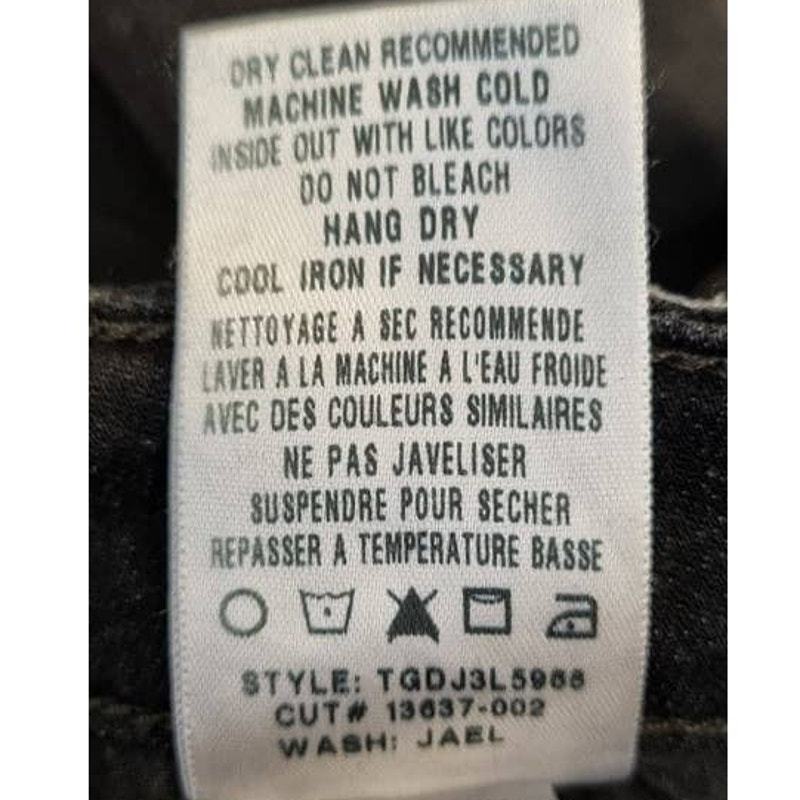 DRY CLEAN RECOMMENDED
MACHINE WASH COLD
INSIDE OUT WITH LIKE COLORS
DO NOT BLEACH
HANG DRY
COOL IRON IF NECESSARY
NETTOYAGE A SEC RECOMMENDE
LAVER A LA MACHINE A L'EAU FROIDE
AVEC DES COULEURS SIMILAIRES
NE PAS JAVELISER
SUSPENDRE POUR SECHER
REPASSER A TEMPERATURE BASSE
STYLE:
CUT# 13637-002
WASH: JAEL